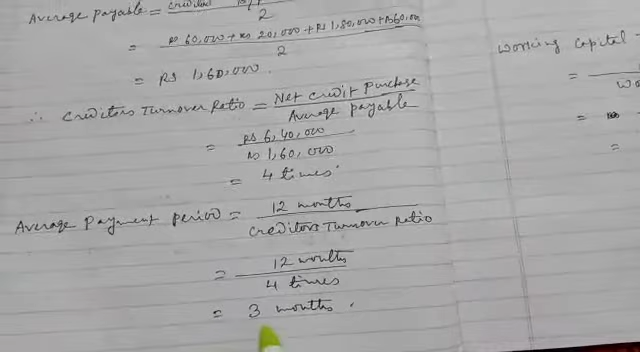 Average payable =
2
= Rs 60,000 + Rs 20,000 + Rs 1,80,000 + Rs 60,000
2
= Rs 1,60,000.
∴ Creditors Turnover Ratio = Net Credit Purchase
Average payable
= Rs 6,40,000
Rs 1,60,000
= 4 times.
Average Payment Period = 12 months
Creditors Turnover Ratio
= 12 months
4 times
= 3 months.
Working Capital
=
=
=